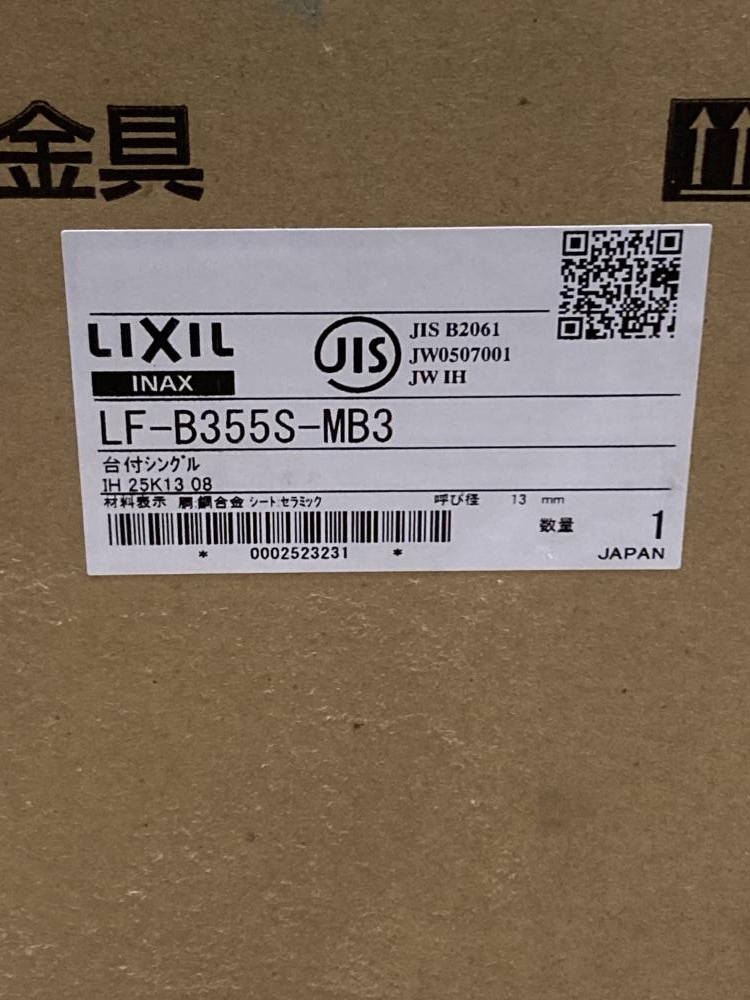 金具
LIXIL
INAX
JIS
JIS B2061
JW0507001
JW IH
LF-B355S-MB3
台付シングル
IH 25K13 08
材料表示 胴:銅合金 シート:セラミック 呼び径 13 mm
数量 1
* 0002523231 *
JAPAN